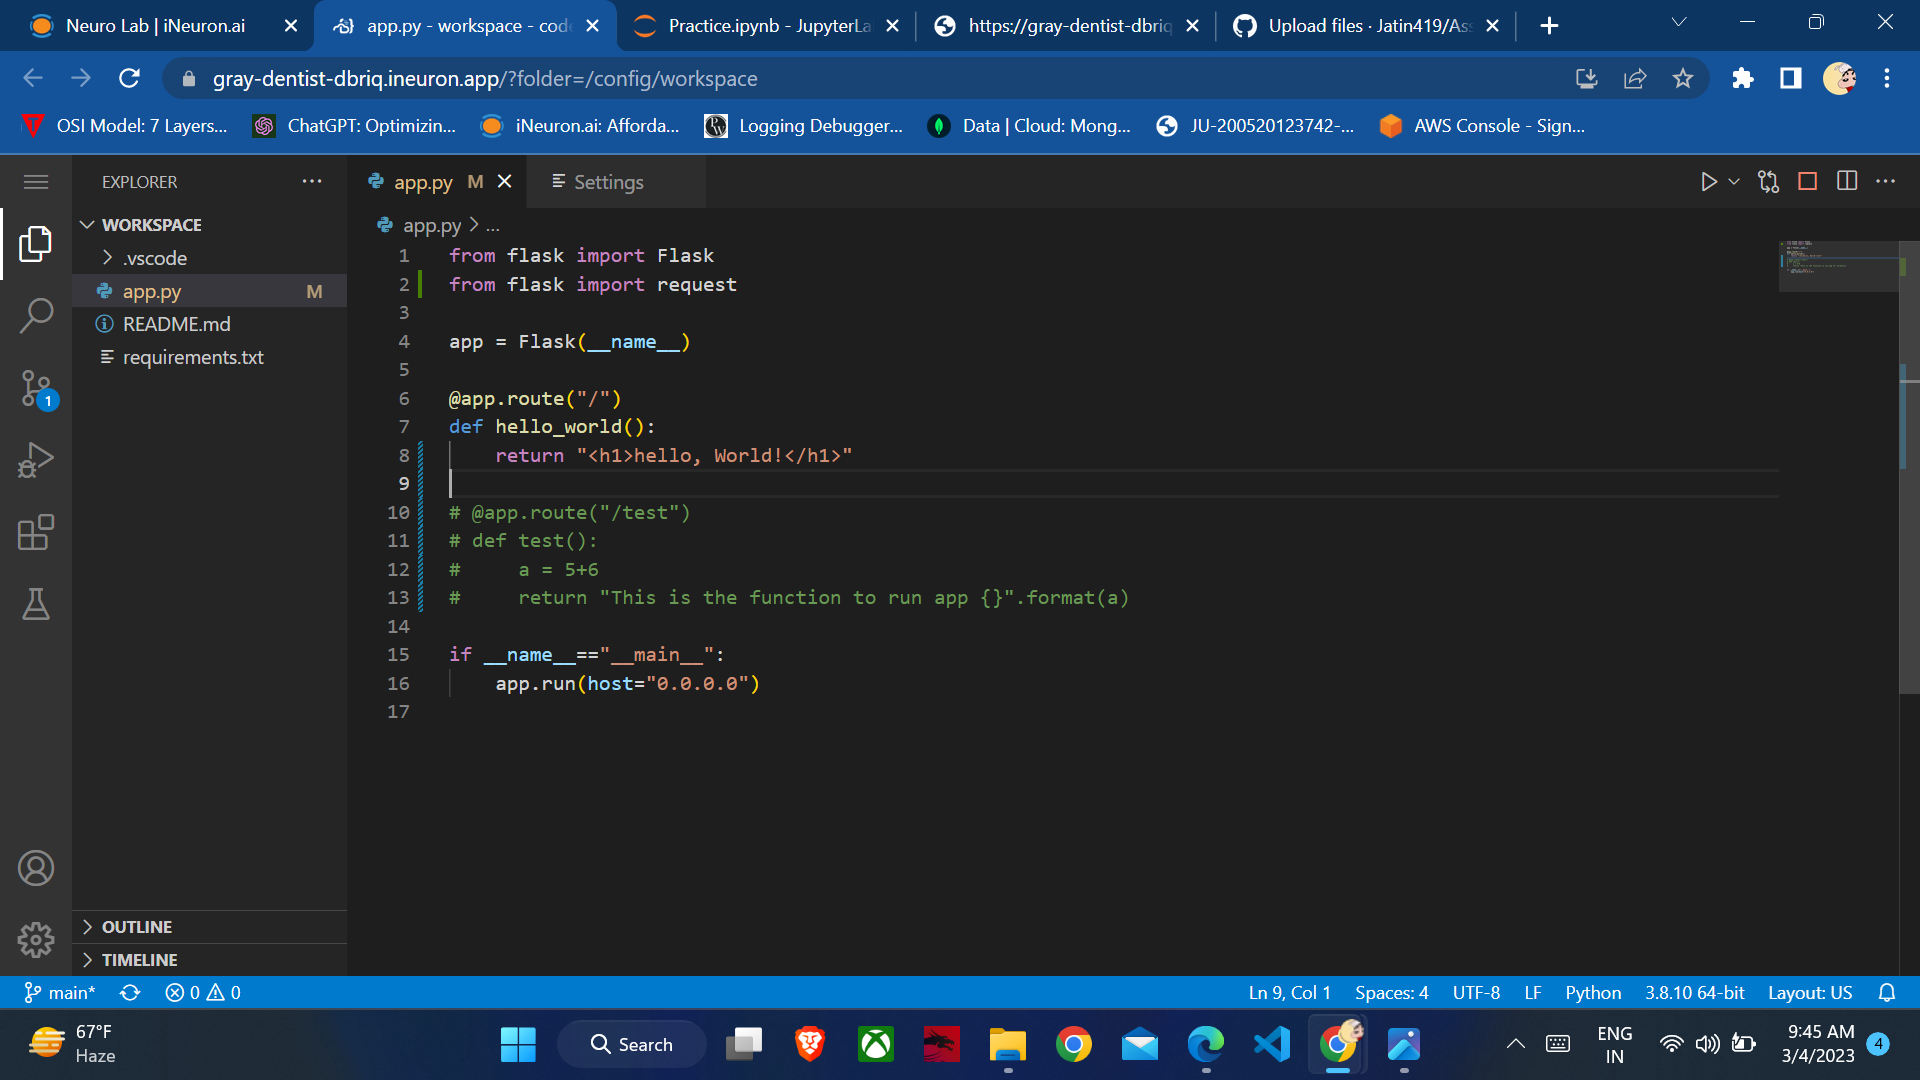 Neuro Lab | iNeuron.ai
app.py - workspace - cod
Practice.ipynb - JupyterLa
https://gray-dentist-dbriq
Upload files · Jatin419/Ass
gray-dentist-dbriq.ineuron.app/?folder=/config/workspace
OSI Model: 7 Layers...
ChatGPT: Optimizin...
iNeuron.ai: Afforda...
PW
Logging Debugger...
Data | Cloud: Mong...
JU-200520123742-...
AWS Console - Sign...
EXPLORER
app.py M
Settings
WORKSPACE
.vscode
app.py M
README.md
requirements.txt
1
app.py > ...
1 from flask import Flask
2 from flask import request
3
4 app = Flask(__name__)
5
6 @app.route("/")
7 def hello_world():
8     return "<h1>hello, World!</h1>"
9
10 # @app.route("/test")
11 # def test():
12 #     a = 5+6
13 #     return "This is the function to run app {}".format(a)
14
15 if __name__=="__main__":
16     app.run(host="0.0.0.0")
17
OUTLINE
TIMELINE
main* 0 0 Ln 9, Col 1 Spaces: 4 UTF-8 LF Python 3.8.10 64-bit Layout: US
67°F
Haze
Search
ENG
IN
9:45 AM
3/4/2023
4